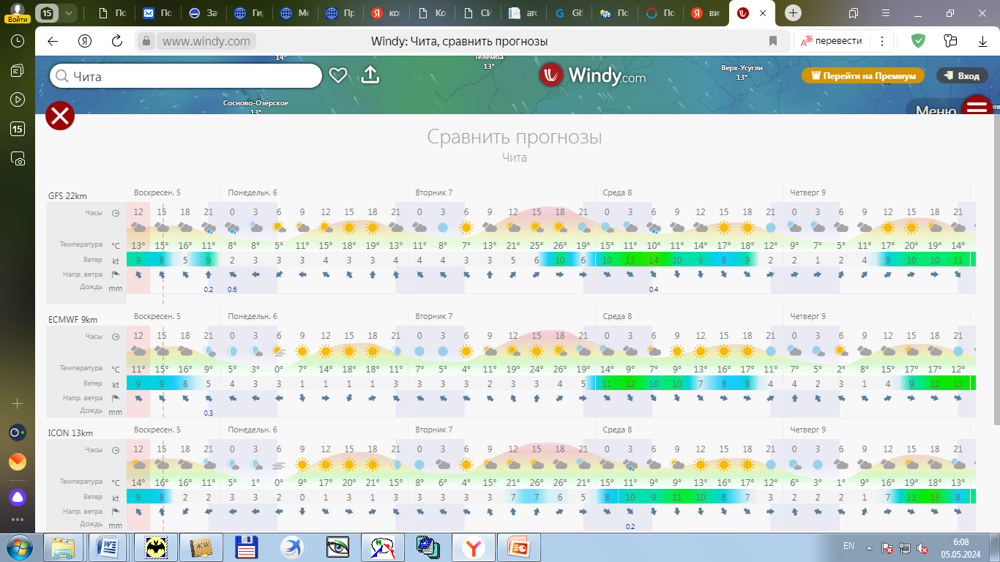 Войти
15
По
По
За
Ги
Ме
Пр
ко
Ко
СИ
arc
GIS
По
По
ви
www.windy.com
Windy: Чита, сравнить прогнозы
перевести
15
14°
Телемба
13°
Чита
Windy.com
Верх-Усугли
13°
Перейти на Премиум
Вход
Сосново-Озёрское
13°
Меню
Сравнить прогнозы
Чита
GFS 22km
Воскресен. 5 Понедельн. 6 Вторник 7 Среда 8 Четверг 9
Часы 12 15 18 21 0 3 6 9 12 15 18 21 0 3 6 9 12 15 18 21 0 3 6 9 12 15 18 21 0 3 6 9 12 15 18 21
Температура °C 13° 15° 16° 11° 8° 8° 5° 11° 15° 18° 19° 13° 11° 8° 7° 13° 21° 25° 26° 19° 15° 11° 10° 11° 14° 17° 18° 12° 9° 7° 5° 11° 17° 20° 19° 14°
Ветер kt 9 8 5 9 2 3 3 3 4 3 3 4 4 4 3 3 5 6 10 6 10 13 14 10 9 8 9 2 2 1 2 4 9 10 10 11
Напр. ветра
Дождь mm 0.2 0.6 0.4
ECMWF 9km
Воскресен. 5 Понедельн. 6 Вторник 7 Среда 8 Четверг 9
Часы 12 15 18 21 0 3 6 9 12 15 18 21 0 3 6 9 12 15 18 21 0 3 6 9 12 15 18 21 0 3 6 9 12 15 18 21
Температура °C 11° 15° 16° 9° 5° 3° 0° 7° 14° 18° 18° 11° 7° 5° 4° 11° 19° 24° 26° 19° 14° 9° 7° 9° 13° 16° 17° 11° 7° 5° 2° 8° 15° 17° 17° 12°
Ветер kt 9 9 8 5 4 3 3 1 1 1 1 3 3 3 3 2 3 3 4 5 11 12 10 10 7 8 8 4 4 2 3 1 4 9 12 13
Напр. ветра
Дождь mm 0.3
ICON 13km
Воскресен. 5 Понедельн. 6 Вторник 7 Среда 8 Четверг 9
Часы 12 15 18 21 0 3 6 9 12 15 18 21 0 3 6 9 12 15 18 21 0 3 6 9 12 15 18 21 0 3 6 9 12 15 18 21
Температура °C 14° 16° 16° 11° 5° 1° 0° 9° 17° 20° 21° 15° 8° 6° 4° 13° 21° 26° 26° 21° 15° 11° 9° 9° 13° 16° 17° 12° 6° 3° 1° 9° 16° 19° 18° 13°
Ветер kt 9 8 2 2 3 3 2 0 1 3 1 3 3 3 3 3 7 7 6 5 8 10 9 11 10 8 7 3 2 2 2 1 7 11 13 8
Напр. ветра
Дождь mm 0.2
EN
6:08
05.05.2024